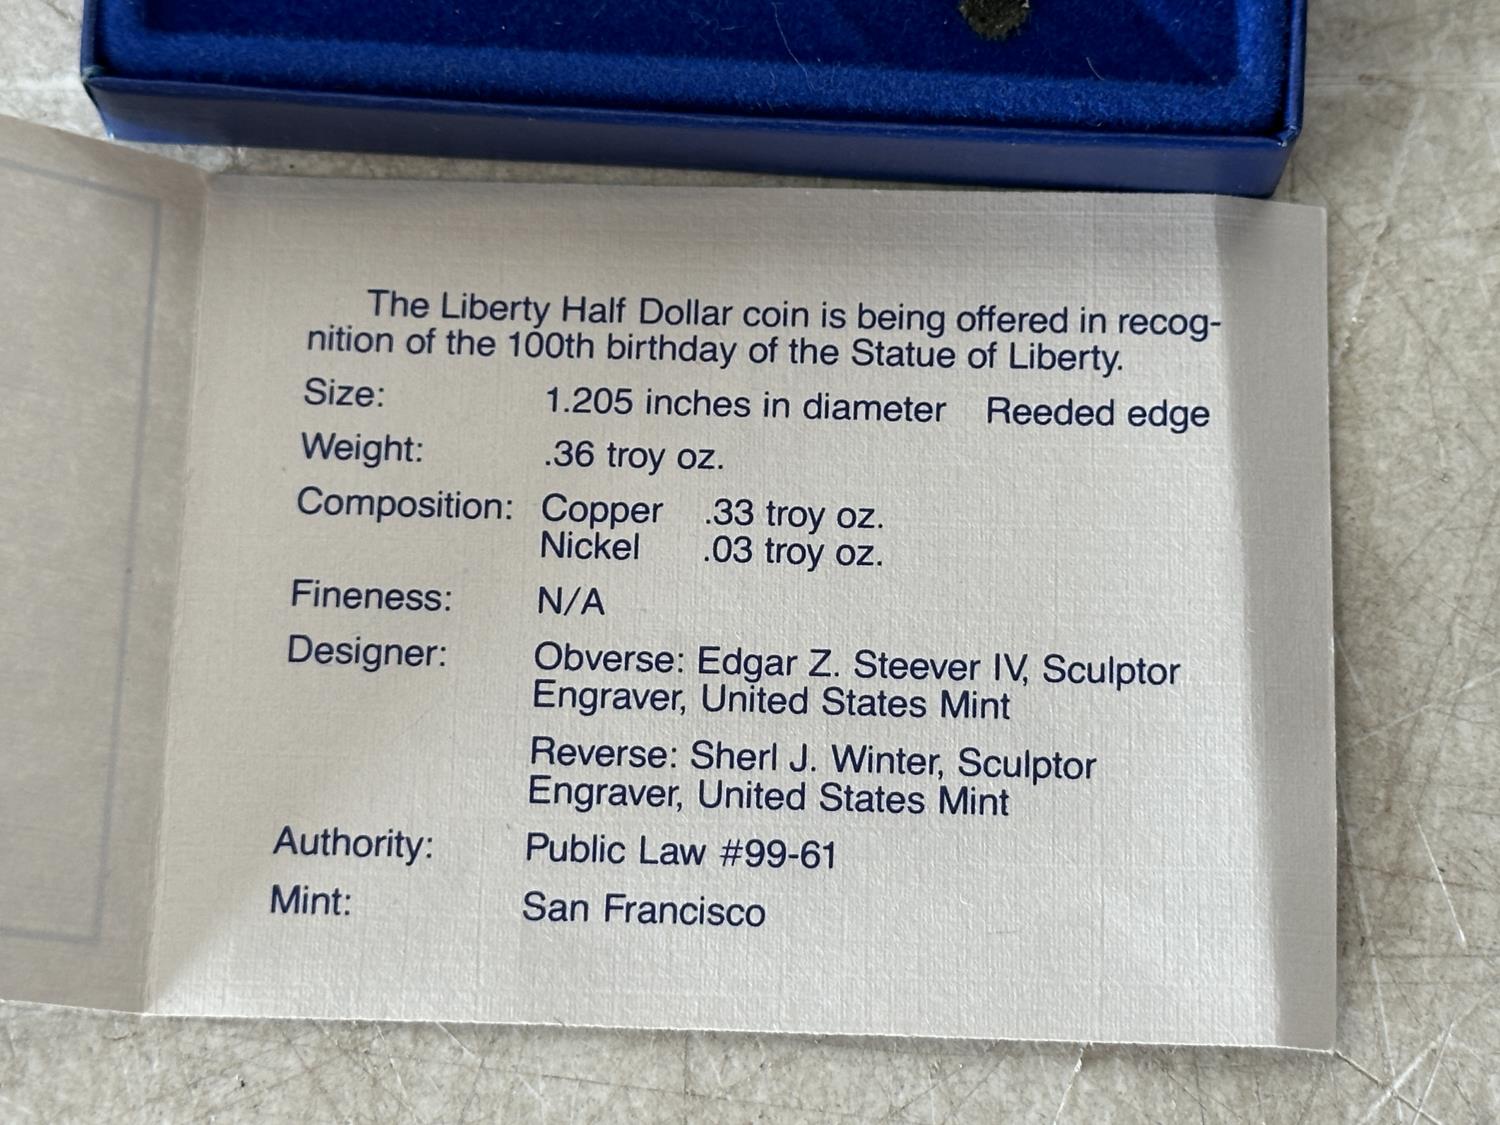 The Liberty Half Dollar coin is being offered in recog-
nition of the 100th birthday of the Statue of Liberty.
Size: 1.205 inches in diameter Reeded edge
Weight: .36 troy oz.
Composition: Copper .33 troy oz.
Nickel .03 troy oz.
Fineness: N/A
Designer: Obverse: Edgar Z. Steever IV, Sculptor
Engraver, United States Mint
Reverse: Sherl J. Winter, Sculptor
Engraver, United States Mint
Authority: Public Law #99-61
Mint: San Francisco